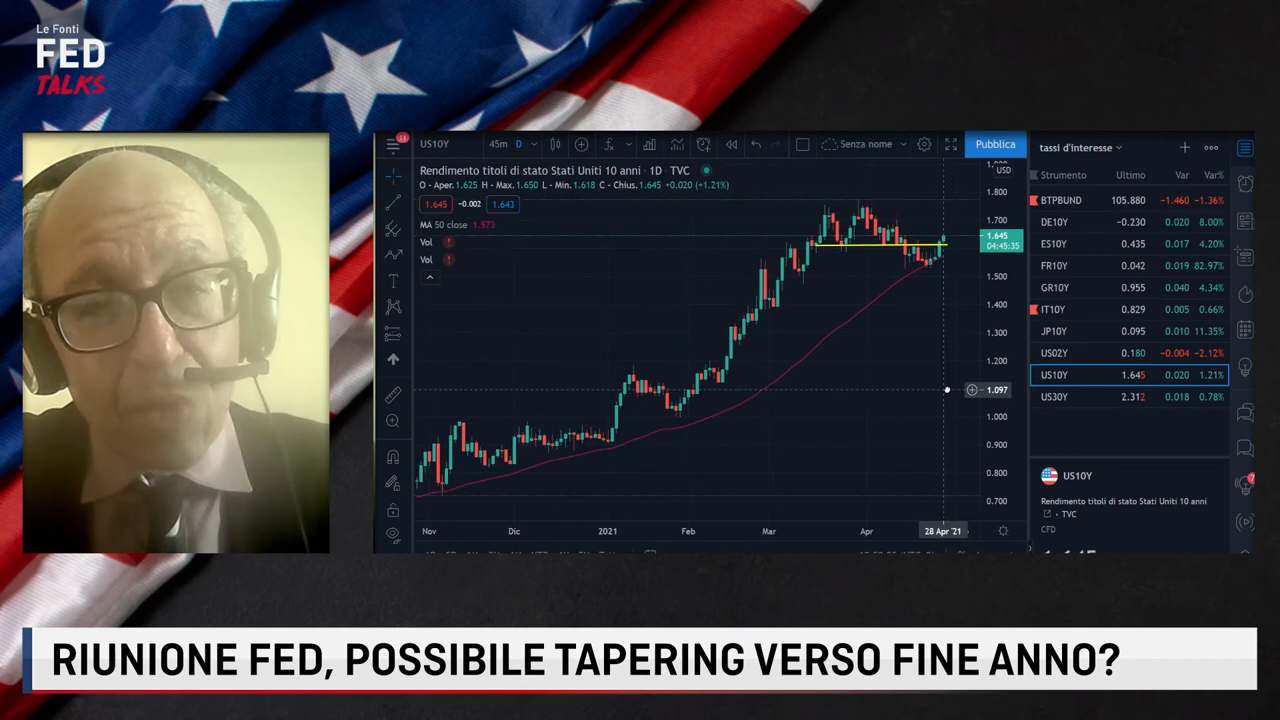 Le Fonti
FED
TALKS
11
US10Y
45m D
Senza nome
Pubblica
Rendimento titoli di stato Stati Uniti 10 anni · 1D · TVC
O - Aper.1.625 H - Max.1.650 L - Min.1.618 C - Chius.1.645 +0.020 (+1.21%)
1.645 -0.002 1.643
MA 50 close 1.573
Vol
Vol
USD
1.800
1.700
1.645
04:45:35
1.500
1.400
1.300
1.200
1.097
1.000
0.900
0.800
0.700
Nov Dic 2021 Feb Mar Apr 28 Apr '21
tassi d'interesse
Strumento Ultimo Var Var%
BTPBUND 105.880 −1.460 −1.36%
DE10Y −0.230 0.020 8.00%
ES10Y 0.435 0.017 4.20%
FR10Y 0.042 0.019 82.97%
GR10Y 0.955 0.040 4.34%
IT10Y 0.829 0.005 0.66%
JP10Y 0.095 0.010 11.35%
US02Y 0.180 −0.004 −2.12%
US10Y 1.645 0.020 1.21%
US30Y 2.312 0.018 0.78%
US10Y
Rendimento titoli di stato Stati Uniti 10 anni
• TVC
CFD
7
RIUNIONE FED, POSSIBILE TAPERING VERSO FINE ANNO?